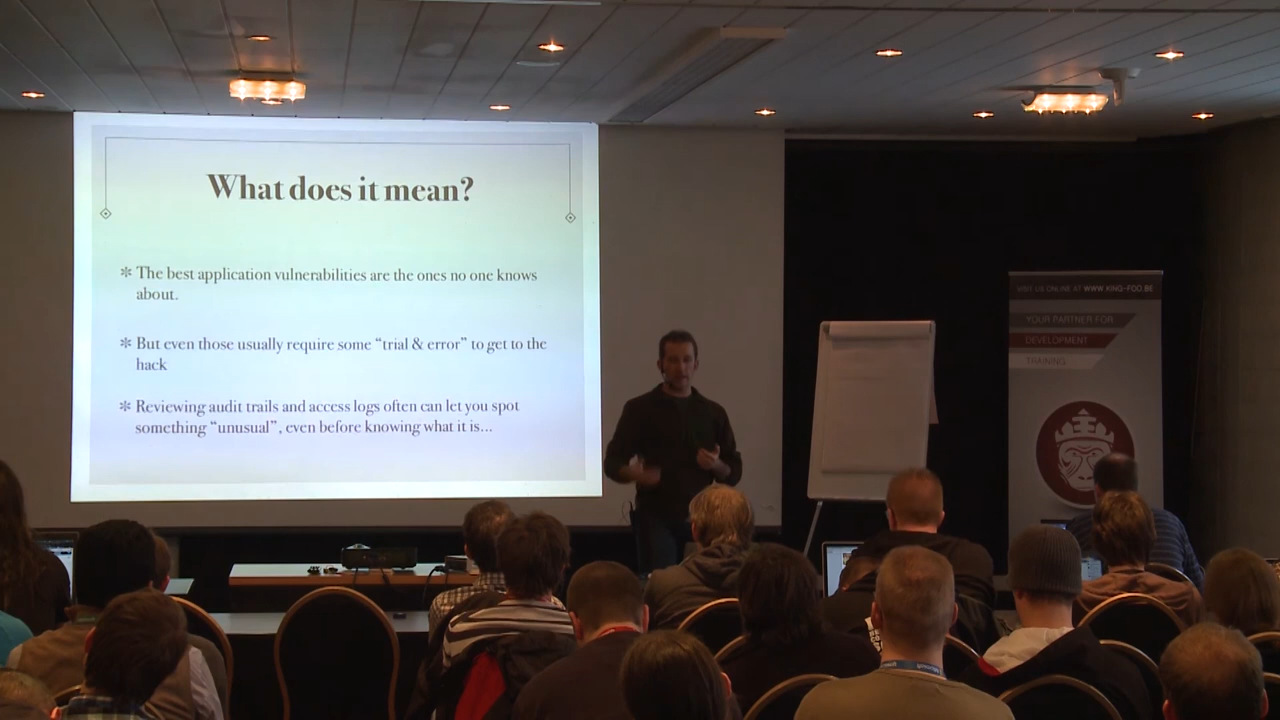 What does it mean?
✻ The best application vulnerabilities are the ones no one knows
about.
✻ But even those usually require some “trial & error” to get to the
hack
✻ Reviewing audit trails and access logs often can let you spot
something “unusual”, even before knowing what it is...
VISIT US ONLINE AT WWW.KING-FOO.BE
YOUR PARTNER FOR
DEVELOPMENT
TRAINING